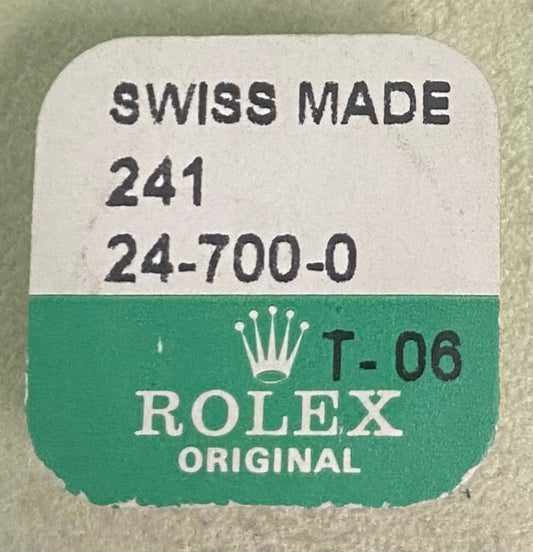 SWISS MADE
241
24-700-0
T-06
ROLEX
ORIGINAL